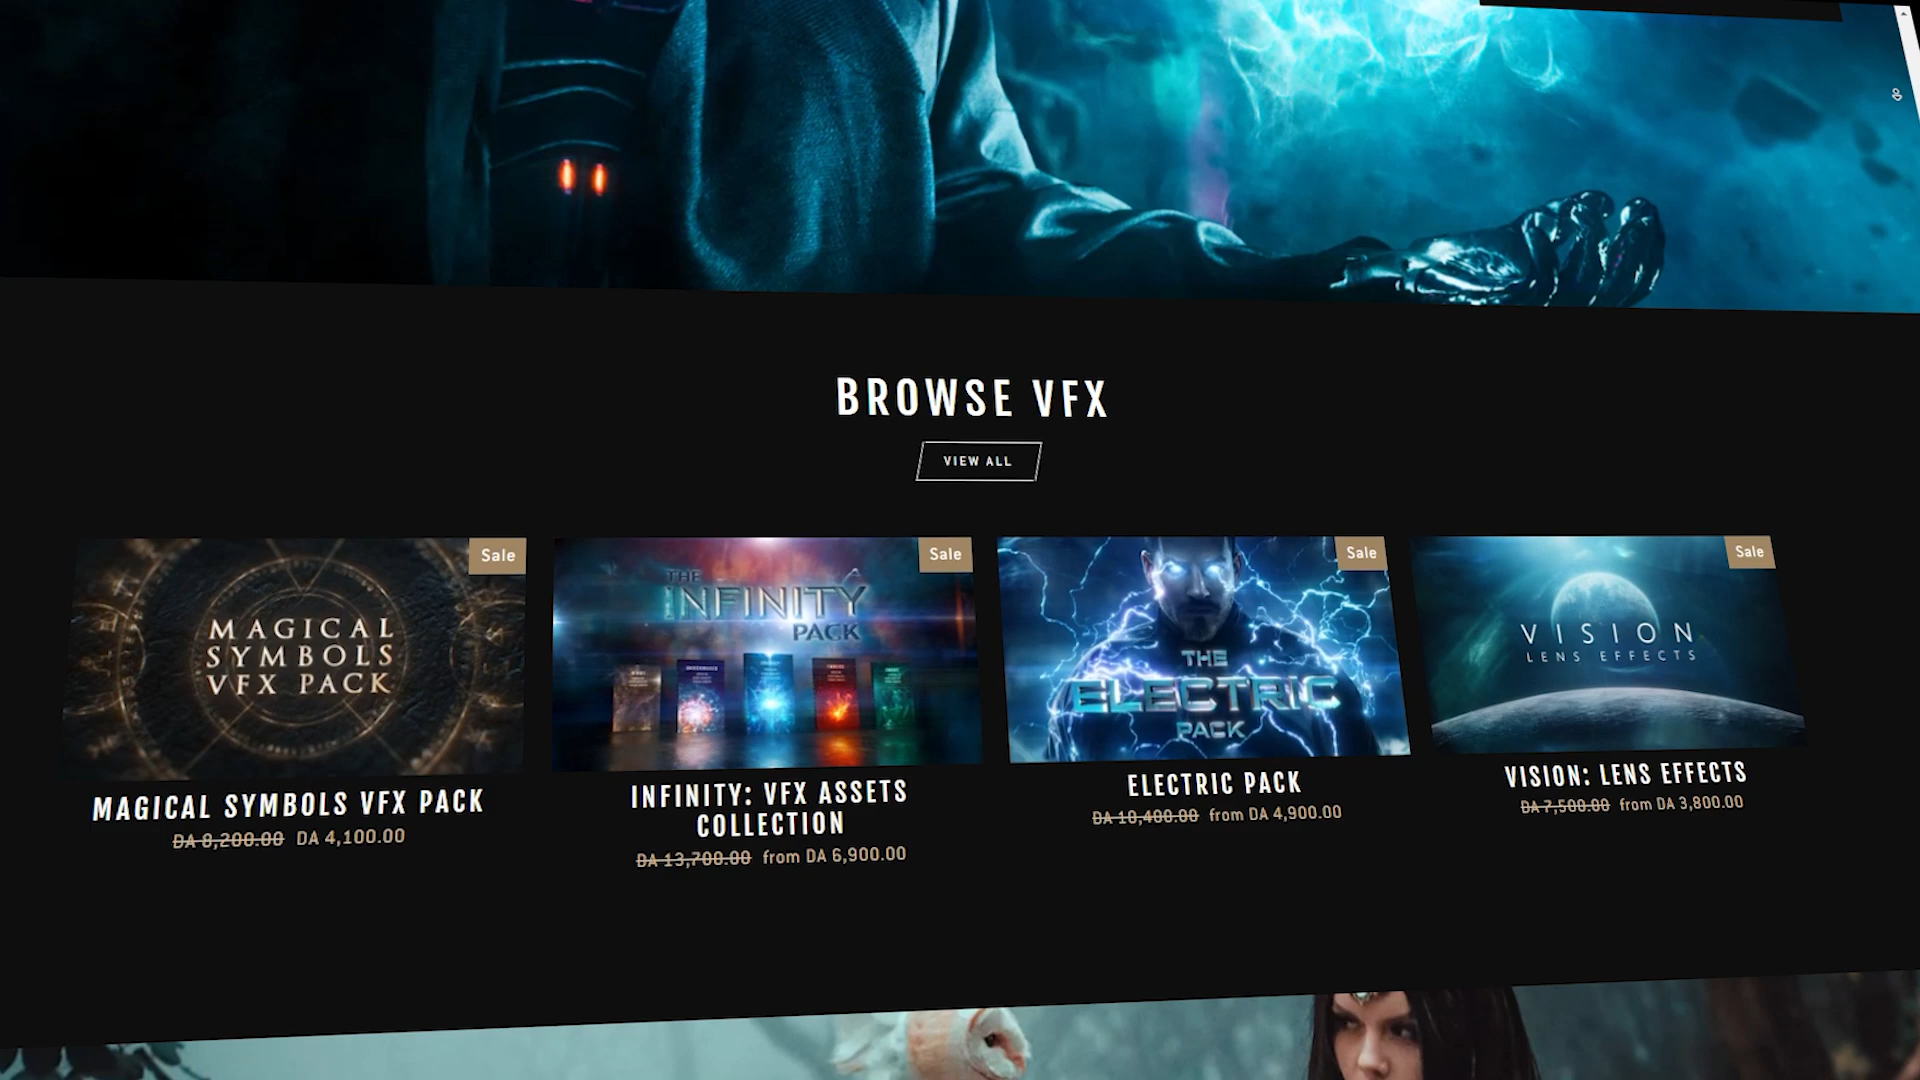 BROWSE VFX
VIEW ALL
Sale
MAGICAL
SYMBOLS
VFX PACK
MAGICAL SYMBOLS VFX PACK
DA 8,200.00 DA 4,100.00
Sale
THE
INFINITY
PACK
INFINITY: VFX ASSETS
COLLECTION
DA 13,700.00 from DA 6,900.00
Sale
THE
ELECTRIC
PACK
ELECTRIC PACK
DA 10,400.00 from DA 4,900.00
Sale
VISION
LENS EFFECTS
VISION: LENS EFFECTS
DA 7,500.00 from DA 3,800.00